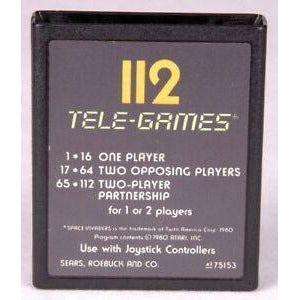 112
TELE-GAMES®
1•16 ONE PLAYER
17•64 TWO OPPOSING PLAYERS
65•112 TWO-PLAYER
PARTNERSHIP
for 1 or 2 players
*SPACE INVADERS is the trademark of Taito America Corp. 1980
Program contents ©1980 ATARI, INC.
Use with Joystick Controllers
SEARS, ROEBUCK AND CO.
75153